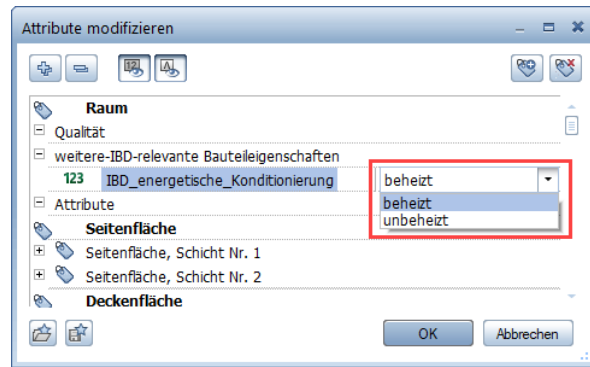 Attribute modifizieren
Raum
Qualität
weitere-IBD-relevante Bauteileigenschaften
123 IBD_energetische_Konditionierung beheizt
beheizt
Attribute
unbeheizt
Seitenfläche
Seitenfläche, Schicht Nr. 1
Seitenfläche, Schicht Nr. 2
Deckenfläche
OK Abbrechen